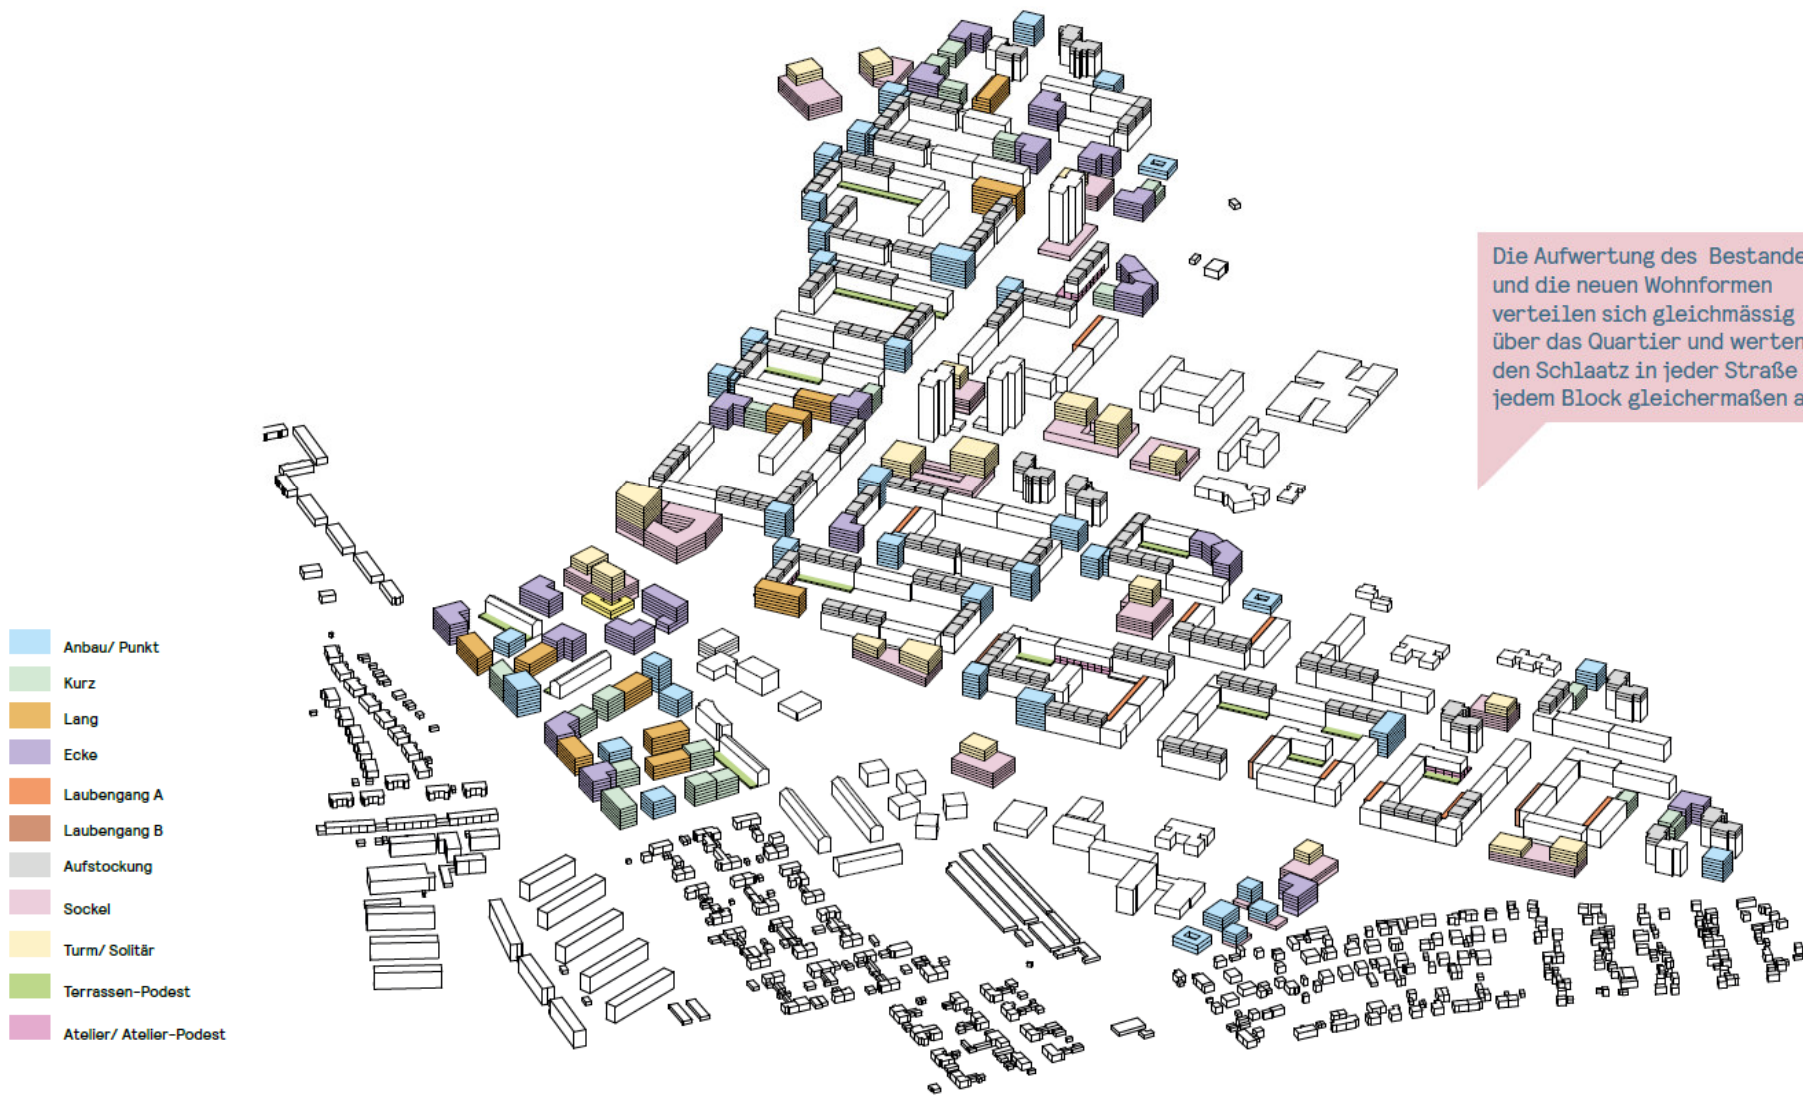 Die Aufwertung des Bestande
und die neuen Wohnformen
verteilen sich gleichmässig
über das Quartier und werten
den Schlaatz in jeder Straße
jedem Block gleichermaßen a
Anbau/ Punkt
Kurz
Lang
Ecke
Laubengang A
Laubengang B
Aufstockung
Sockel
Turm/ Solitär
Terrassen-Podest
Atelier/ Atelier-Podest